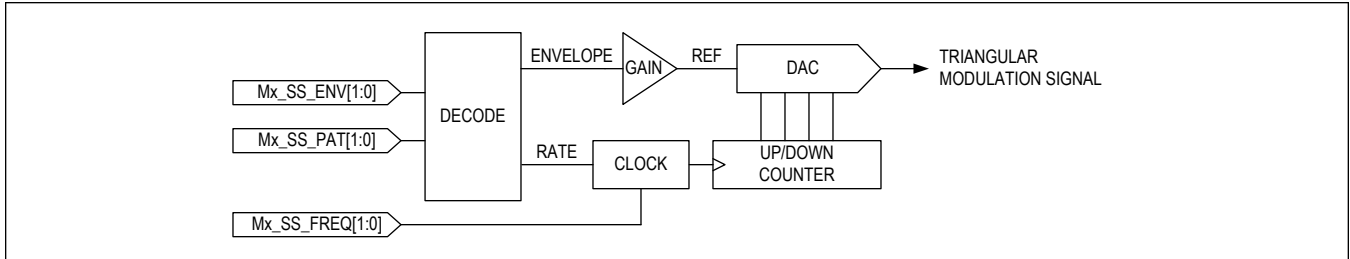 ENVELOPE
REF
TRIANGULAR
MODULATION SIGNAL
GAIN
DAC
Mx_SS_ENV[1:0]
DECODE
Mx_SS_PAT[1:0]
RATE
CLOCK
UP/DOWN
COUNTER
Mx_SS_FREQ[1:0]